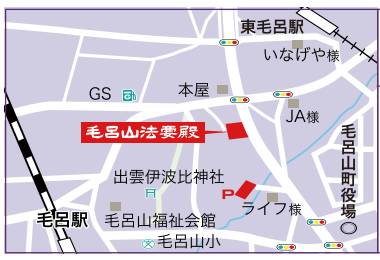 東毛呂駅
いなげや様
GS
本屋
JA様
毛呂山法要殿
毛呂山町役場
出雲伊波比神社
P
ライフ様
毛呂駅
毛呂山福祉会館
毛呂山小